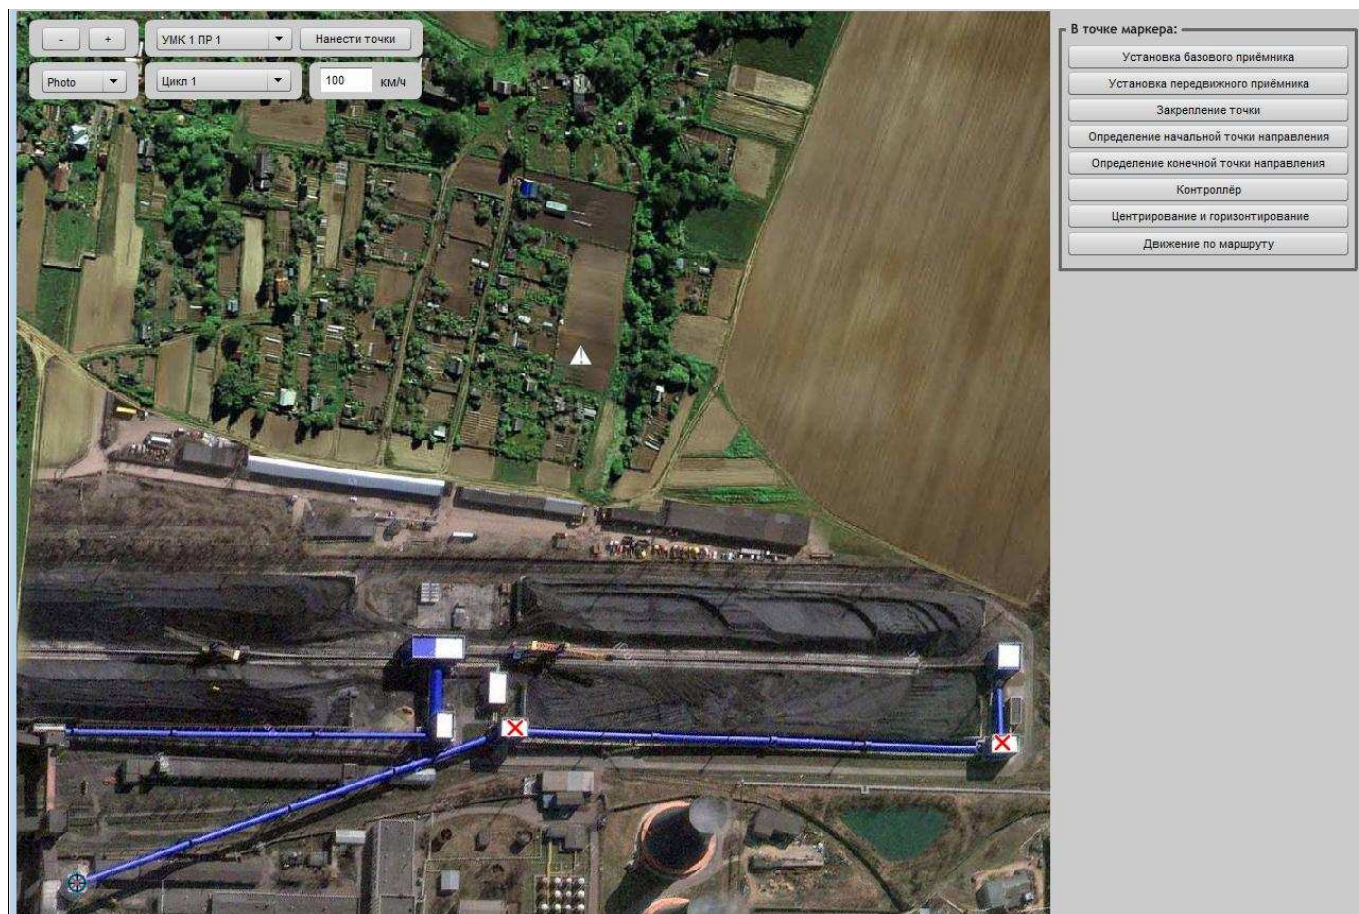 -
+
УМК 1 ПР 1
Нанести точки
Photo
Цикл 1
100
км/ч
В точке маркера:
Установка базового приёмника
Установка передвижного приёмника
Закрепление точки
Определение начальной точки направления
Определение конечной точки направления
Контроллёр
Центрирование и горизонтирование
Движение по маршруту